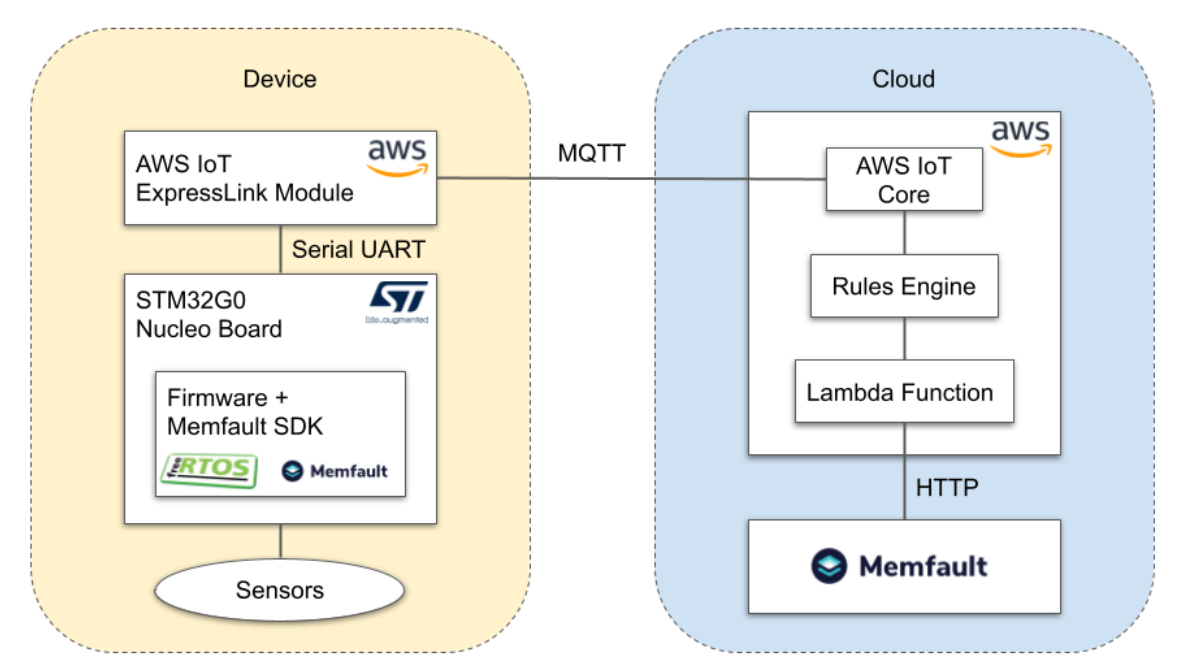 Device
aws
AWS IoT
ExpressLink Module
Serial UART
STM32G0
Nucleo Board
ST
life.augmented
Firmware +
Memfault SDK
freeRTOS
Memfault
Sensors
MQTT
Cloud
aws
AWS IoT
Core
Rules Engine
Lambda Function
HTTP
Memfault